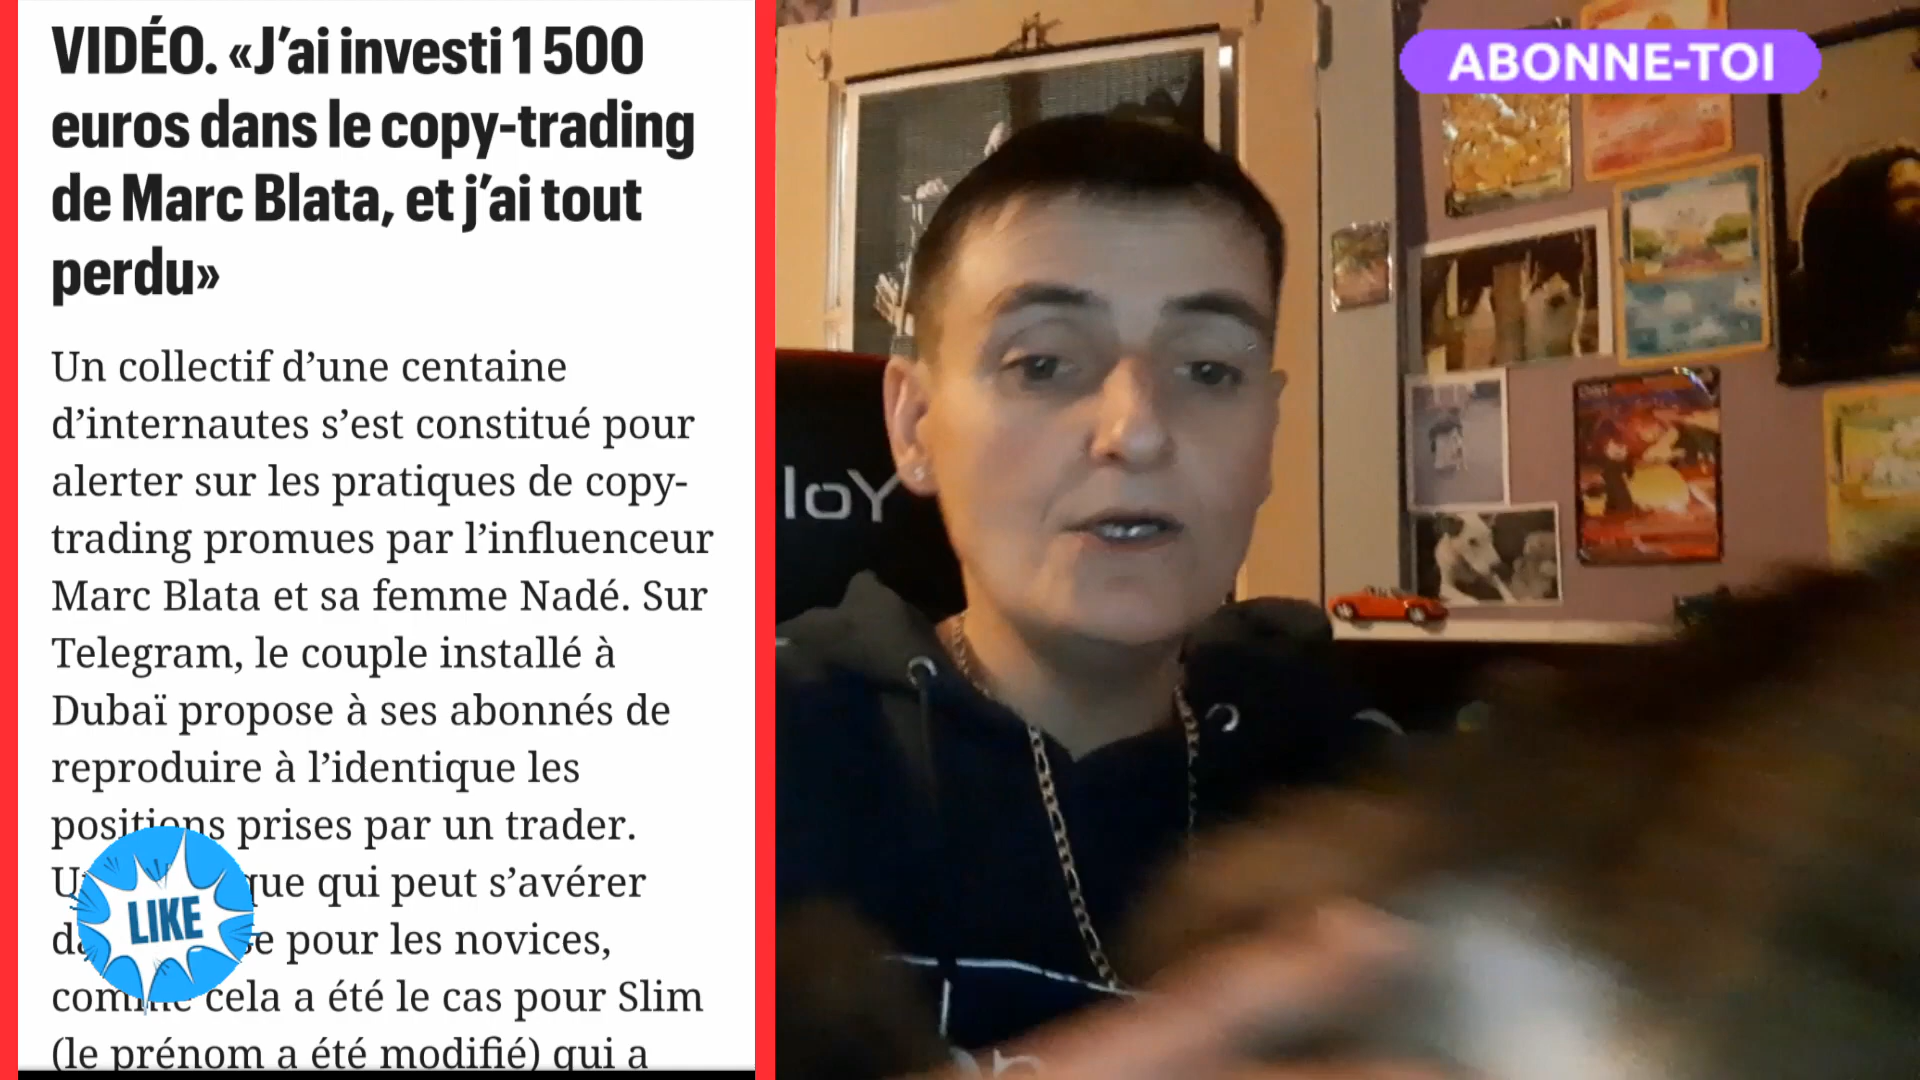 VIDÉO. «J’ai investi 1 500
euros dans le copy-trading
de Marc Blata, et j’ai tout
perdu»
Un collectif d’une centaine
d’internautes s’est constitué pour
alerter sur les pratiques de copy-
trading promues par l’influenceur
Marc Blata et sa femme Nadé. Sur
Telegram, le couple installé à
Dubaï propose à ses abonnés de
reproduire à l’identique les
positions prises par un trader.
qui peut s’avérer
pour les novices,
comme cela a été le cas pour Slim
(le prénom a été modifié) qui a
LIKE
ABONNE-TOI